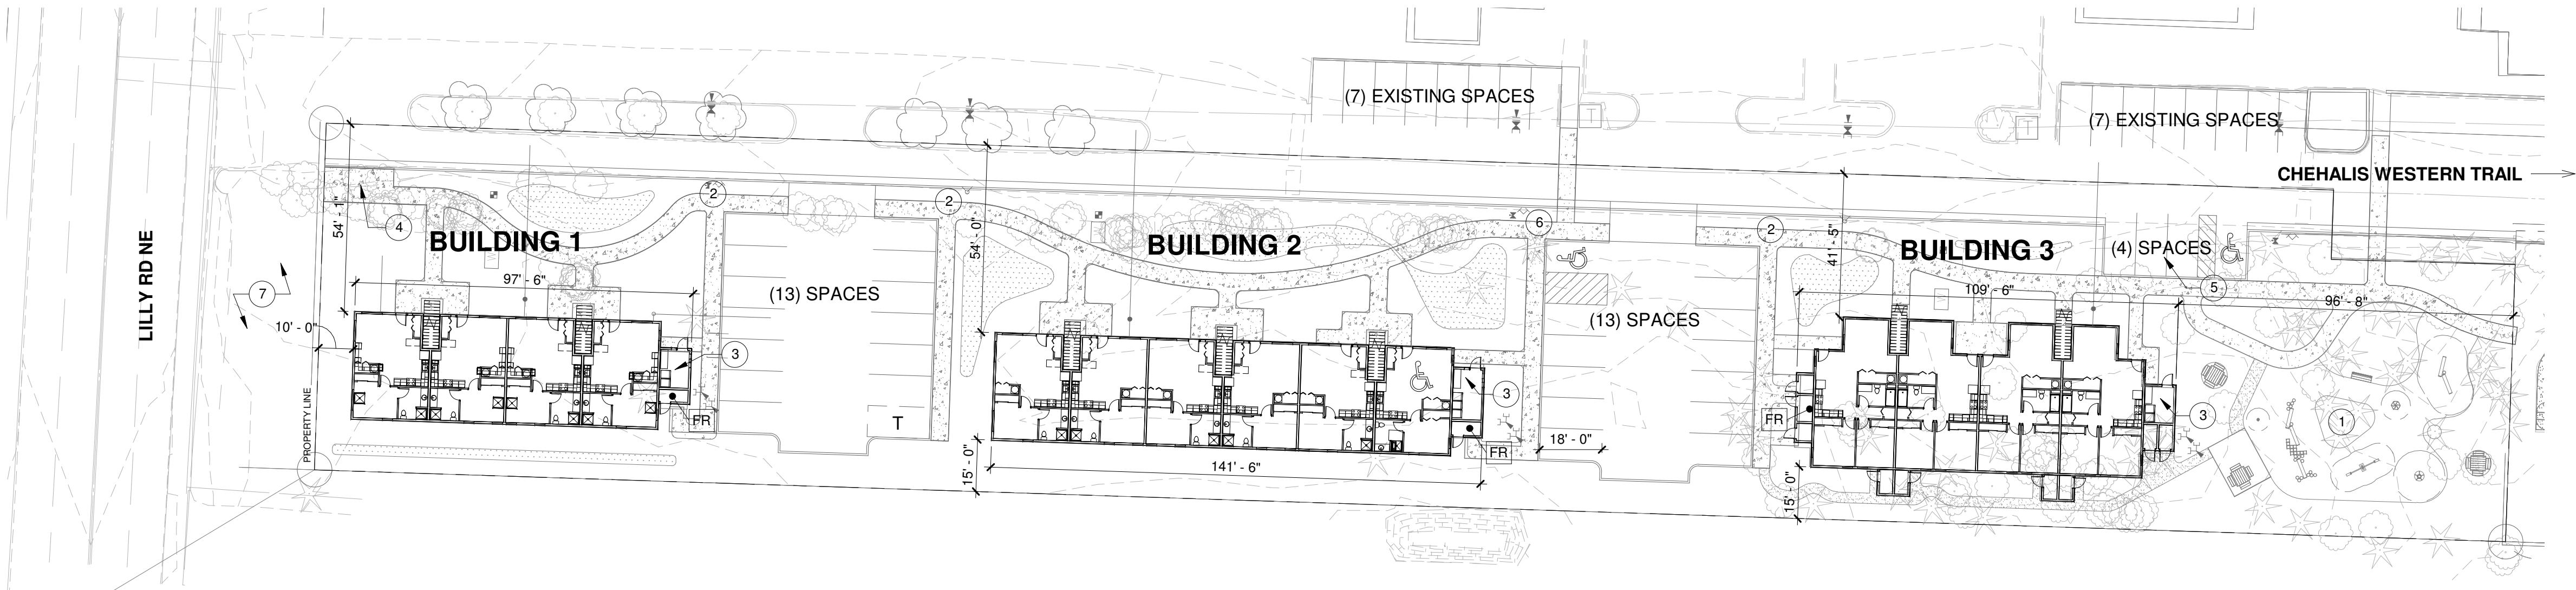 (7) EXISTING SPACES
T
(7) EXISTING SPACES
T
CHEHALIS WESTERN TRAIL
LILLY RD NE
54' - 1"
4
BUILDING 1
2
97' - 6"
7
10' - 0"
PROPERTY LINE
3
FR
(13) SPACES
T
2
54' - 0"
BUILDING 2
6
3
FR
141' - 6"
15' - 0"
(13) SPACES
18' - 0"
2
41' - 5"
BUILDING 3
(4) SPACES
5
109' - 6"
96' - 8"
3
FR
15' - 0"
1